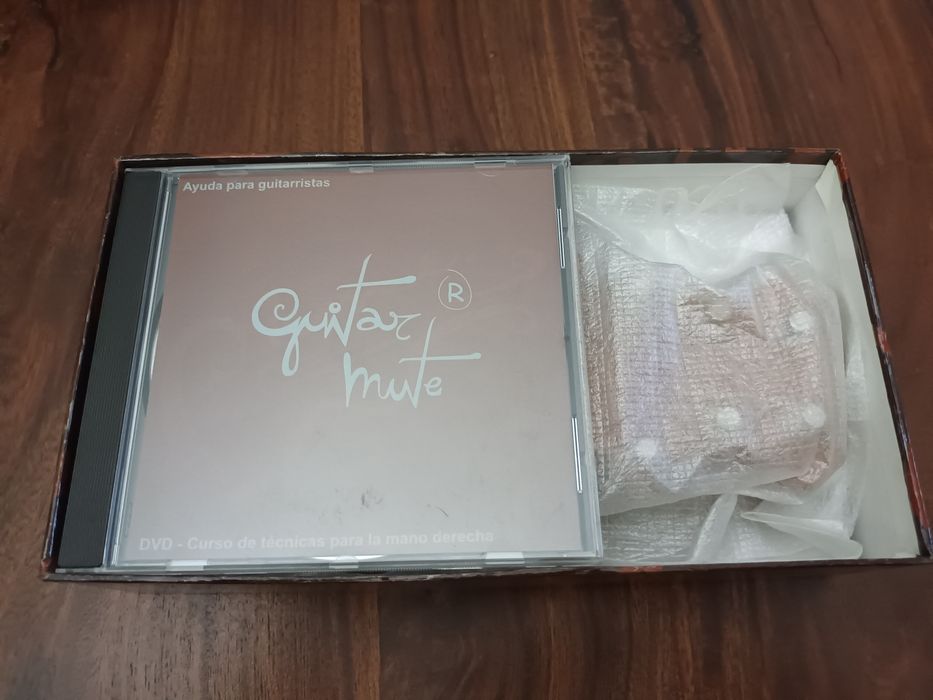 Ayuda para guitarristas
guitar ®
mute
DVD - Curso de técnicas para la mano derecha